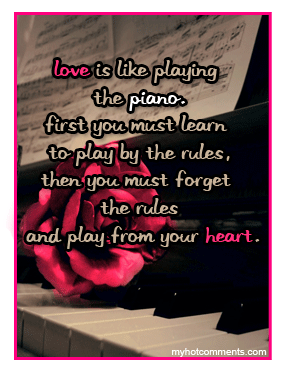 love is like playing
the piano.
first you must learn
to play by the rules,
then you must forget
the rules
and play from your heart.
myhotcomments.com